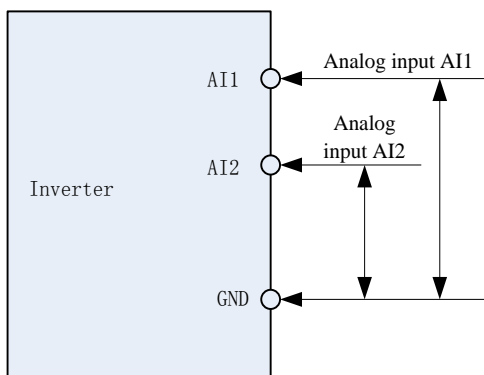 Analog input AI1
AI1
Analog
input AI2
AI2
Inverter
GND